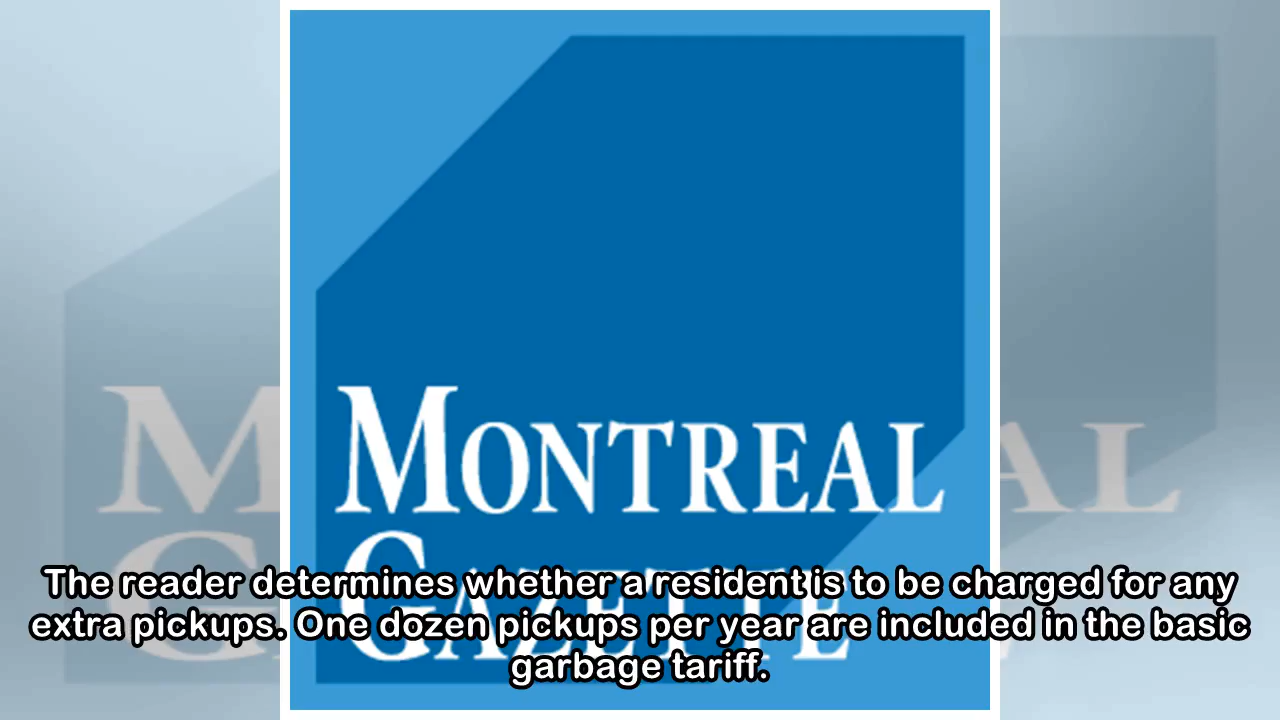 MONTREAL
GAZETTE
The reader determines whether a resident is to be charged for any
extra pickups. One dozen pickups per year are included in the basic
garbage tariff.